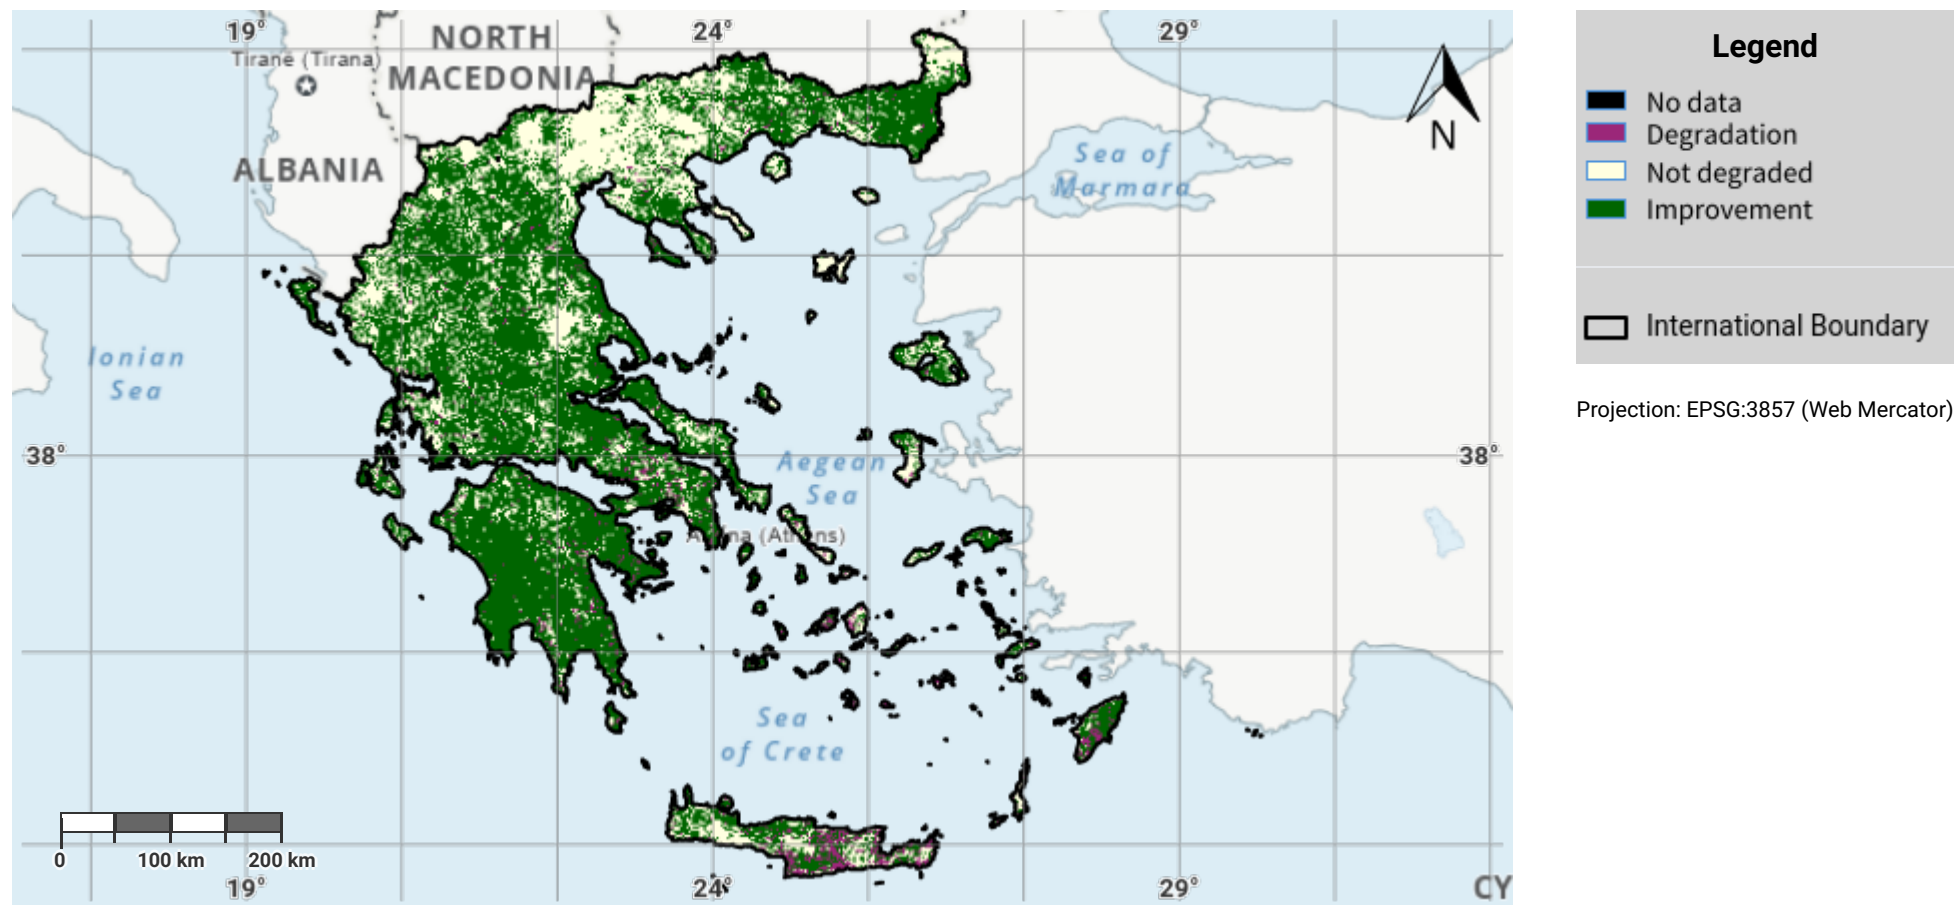 19°
24°
29°
NORTH
MACEDONIA
Tirane (Tirana)
ALBANIA
Sea of
Marmara
N
Ionian
Sea
38°
38°
Aegean
Sea
(Athens)
Sea
of Crete
0
100 km
200 km
19°
24°
29°
CY
Legend
No data
Degradation
Not degraded
Improvement
International Boundary
Projection: EPSG:3857 (Web Mercator)